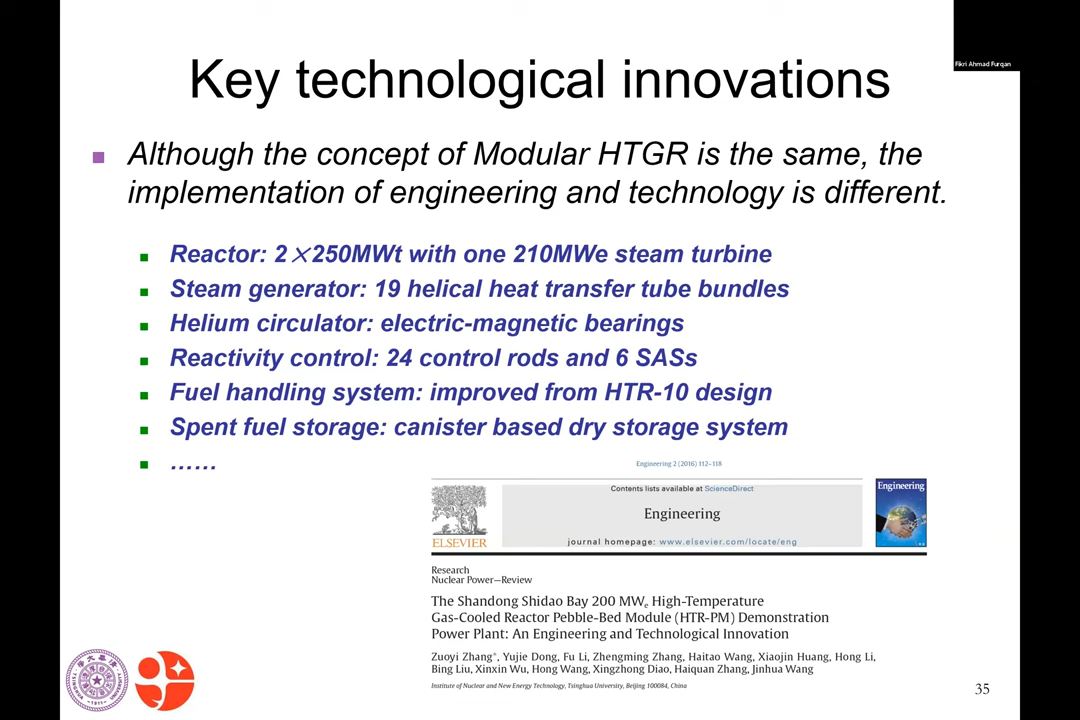 Fikri Ahmad Furqan
Key technological innovations
Although the concept of Modular HTGR is the same, the
implementation of engineering and technology is different.
Reactor: 2×250MWt with one 210MWe steam turbine
Steam generator: 19 helical heat transfer tube bundles
Helium circulator: electric-magnetic bearings
Reactivity control: 24 control rods and 6 SASs
Fuel handling system: improved from HTR-10 design
Spent fuel storage: canister based dry storage system
……
Engineering 2 (2016) 112–118
Contents lists available at ScienceDirect
Engineering
journal homepage: www.elsevier.com/locate/eng
ELSEVIER
Engineering
Research
Nuclear Power—Review
The Shandong Shidao Bay 200 MWe High-Temperature
Gas-Cooled Reactor Pebble-Bed Module (HTR-PM) Demonstration
Power Plant: An Engineering and Technological Innovation
Zuoyi Zhang*, Yujie Dong, Fu Li, Zhengming Zhang, Haitao Wang, Xiaojin Huang, Hong Li,
Bing Liu, Xinxin Wu, Hong Wang, Xingzhong Diao, Haiquan Zhang, Jinhua Wang
Institute of Nuclear and New Energy Technology, Tsinghua University, Beijing 100084, China
35